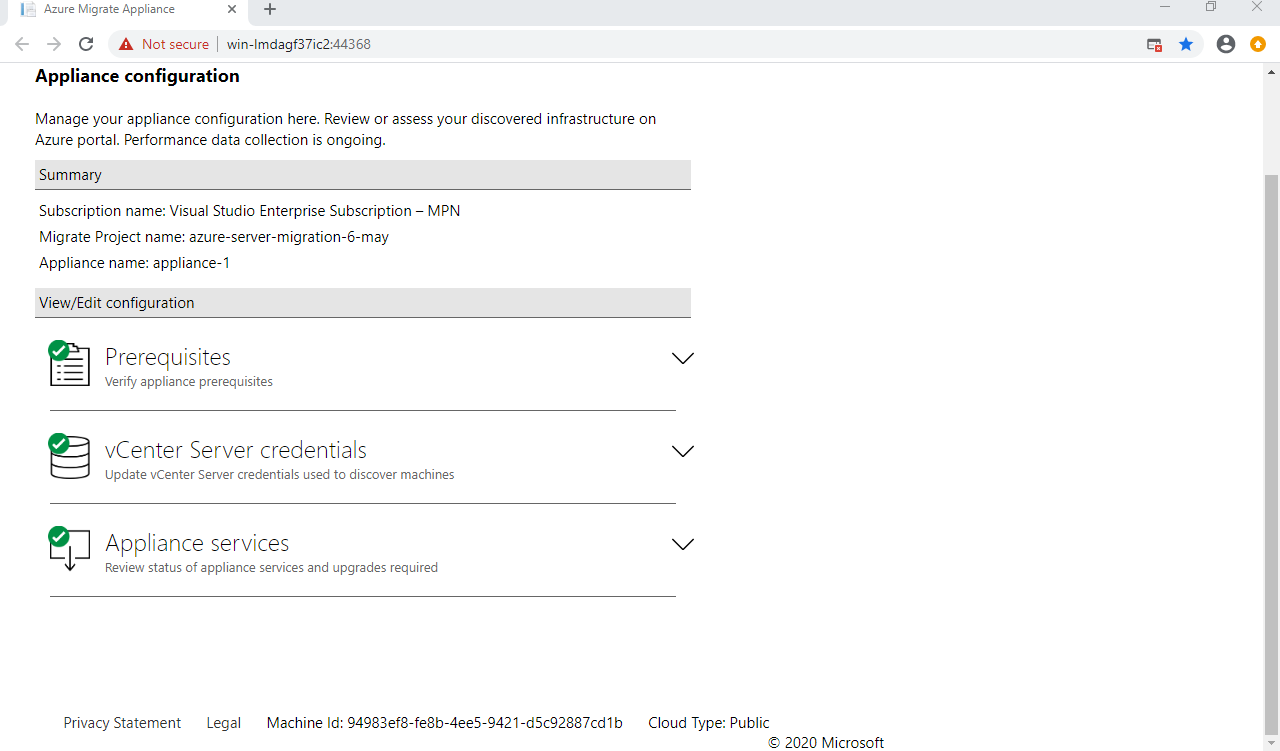 Azure Migrate Appliance
Not secure
win-lmdagf37ic2:44368
Appliance configuration
Manage your appliance configuration here. Review or assess your discovered infrastructure on
Azure portal. Performance data collection is ongoing.
Summary
Subscription name: Visual Studio Enterprise Subscription – MPN
Migrate Project name: azure-server-migration-6-may
Appliance name: appliance-1
View/Edit configuration
Prerequisites
Verify appliance prerequisites
vCenter Server credentials
Update vCenter Server credentials used to discover machines
Appliance services
Review status of appliance services and upgrades required
Privacy Statement Legal Machine Id: 94983ef8-fe8b-4ee5-9421-d5c92887cd1b Cloud Type: Public
© 2020 Microsoft